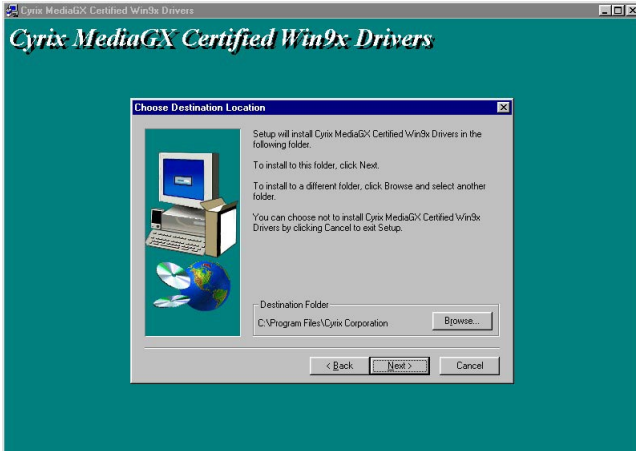 Cyrix MediaGX Certified Win9x Drivers
Cyrix MediaGX Certified Win9x Drivers
Choose Destination Location
Setup will install Cyrix MediaGX Certified Win9x Drivers in the
following folder.
To install to this folder, click Next.
To install to a different folder, click Browse and select another
folder.
You can choose not to install Cyrix MediaGX Certified Win9x
Drivers by clicking Cancel to exit Setup.
Destination Folder
C:\Program Files\Cyrix Corporation
Browse...
< Back
Next >
Cancel